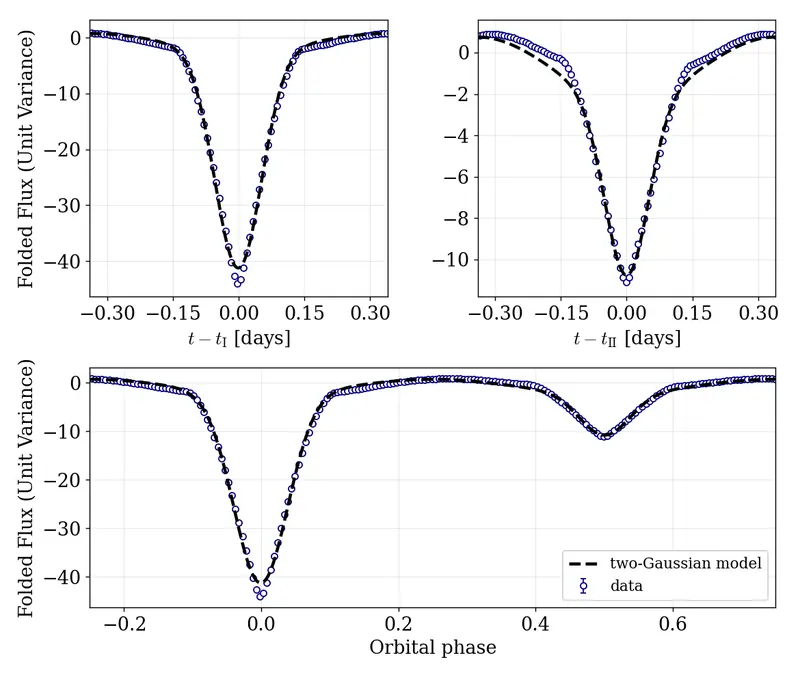 Folded Flux (Unit Variance)
0
−10
−20
−30
−40
−0.30 −0.15 0.00 0.15 0.30
t − tI [days]
0
−2
−4
−6
−8
−10
−0.30 −0.15 0.00 0.15 0.30
t − tII [days]
Folded Flux (Unit Variance)
0
−10
−20
−30
−40
−0.2 0.0 0.2 0.4 0.6
Orbital phase
two-Gaussian model
data